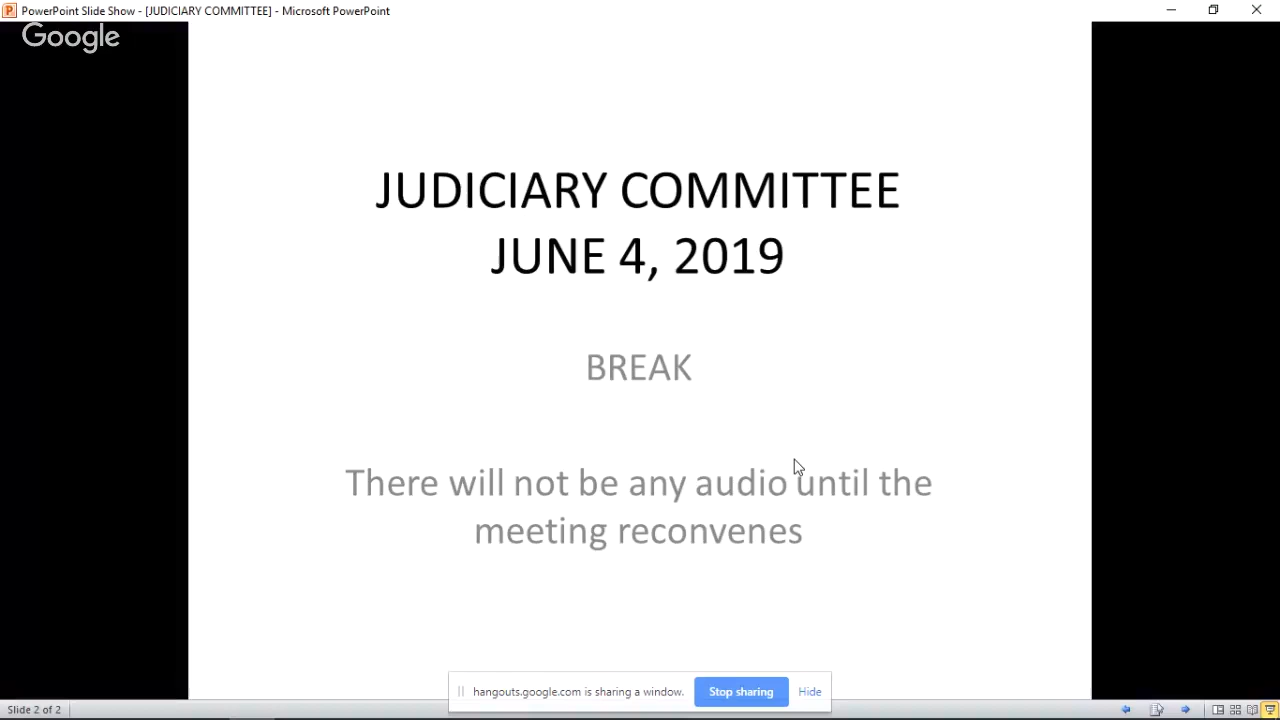 PowerPoint Slide Show - [JUDICIARY COMMITTEE] - Microsoft PowerPoint
Google
JUDICIARY COMMITTEE
JUNE 4, 2019
BREAK
There will not be any audio until the
meeting reconvenes
hangouts.google.com is sharing a window.
Stop sharing
Hide
Slide 2 of 2